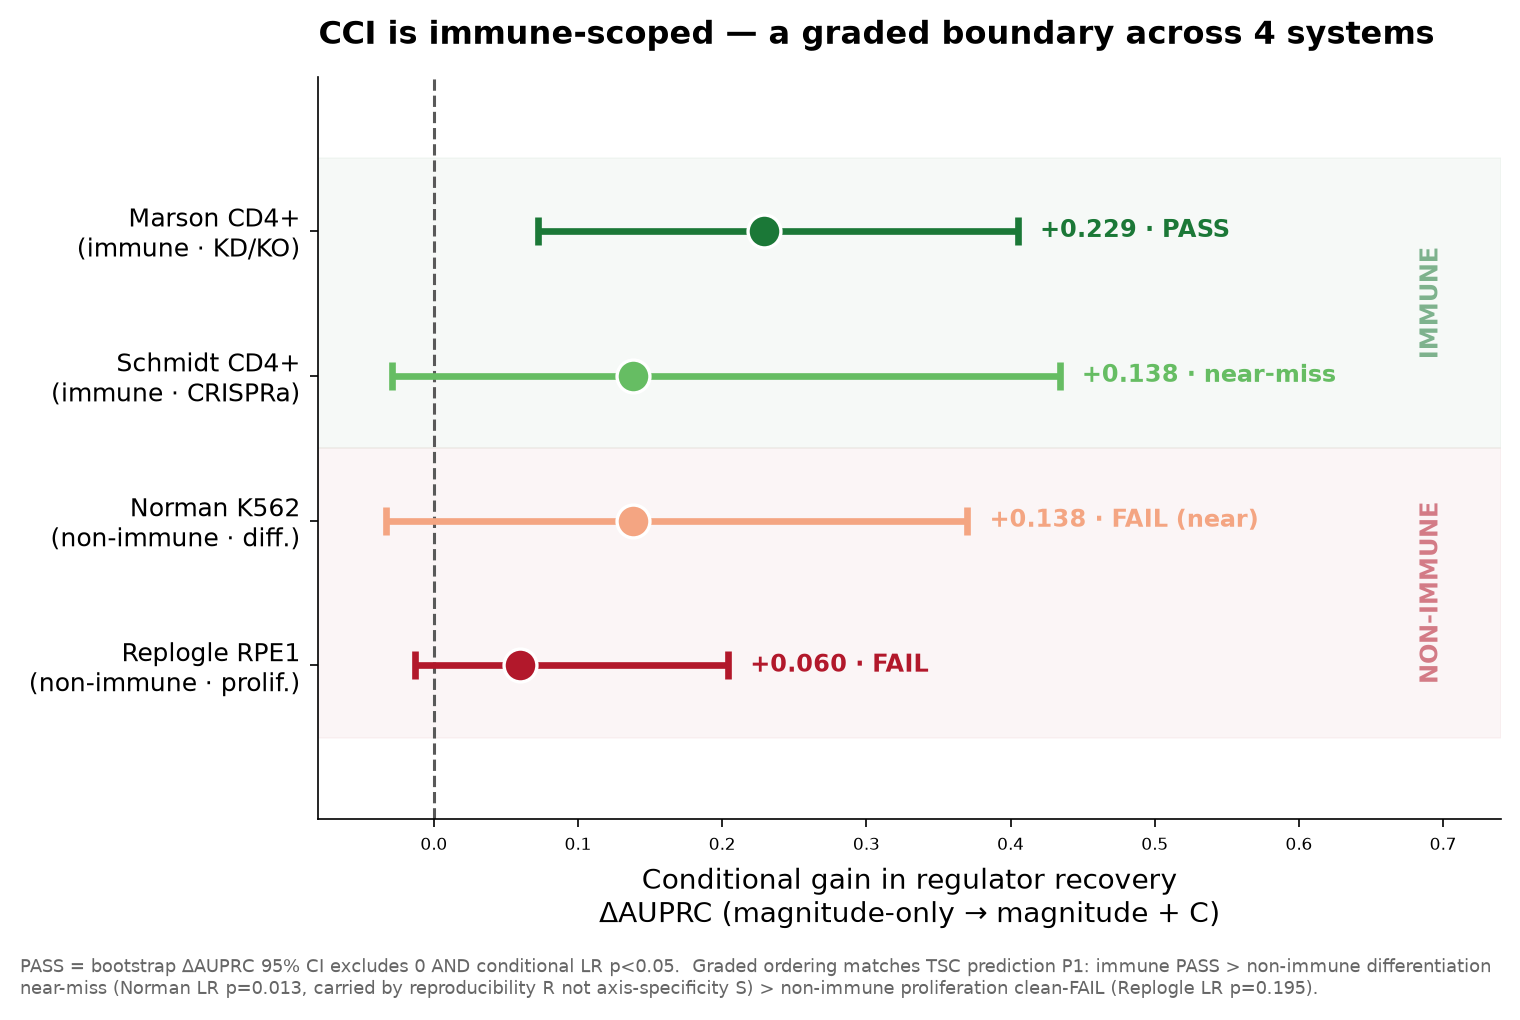 CCI is immune-scoped — a graded boundary across 4 systems
Marson CD4+
(immune · KD/KO)
+0.229 · PASS
Schmidt CD4+
(immune · CRISPRa)
+0.138 · near-miss
IMMUNE
Norman K562
(non-immune · diff.)
+0.138 · FAIL (near)
Replogle RPE1
(non-immune · prolif.)
+0.060 · FAIL
NON-IMMUNE
0.0 0.1 0.2 0.3 0.4 0.5 0.6 0.7
Conditional gain in regulator recovery
ΔAUPRC (magnitude-only → magnitude + C)
PASS = bootstrap ΔAUPRC 95% CI excludes 0 AND conditional LR p<0.05.  Graded ordering matches TSC prediction P1: immune PASS > non-immune differentiation
near-miss (Norman LR p=0.013, carried by reproducibility R not axis-specificity S) > non-immune proliferation clean-FAIL (Replogle LR p=0.195).